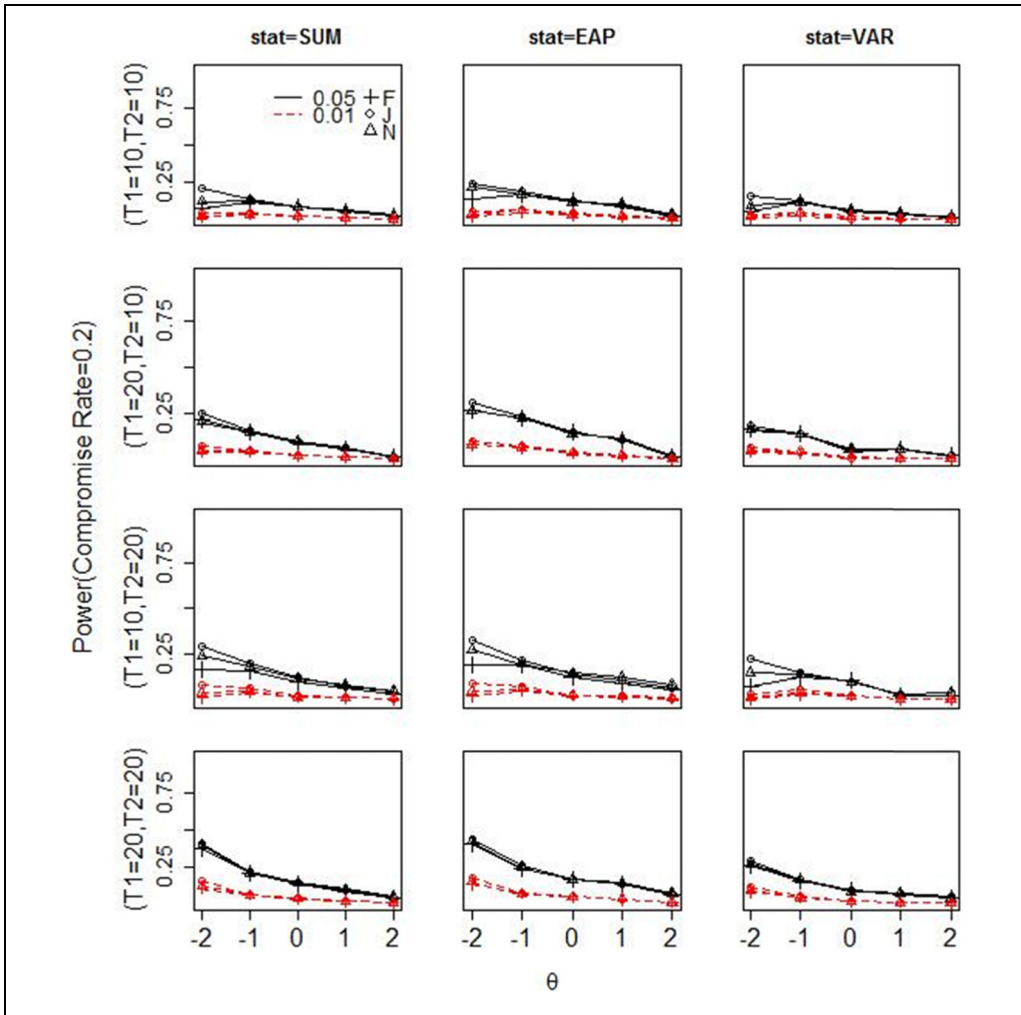 stat=SUM
stat=EAP
stat=VAR
Power(Compromise Rate=0.2)
(T1=10,T2=10)
0.75
0.25
0.05
F
0.01
J
N
(T1=20,T2=10)
0.75
0.25
(T1=10,T2=20)
0.75
0.25
(T1=20,T2=20)
0.75
0.25
-2 -1 0 1 2
-2 -1 0 1 2
-2 -1 0 1 2
θ